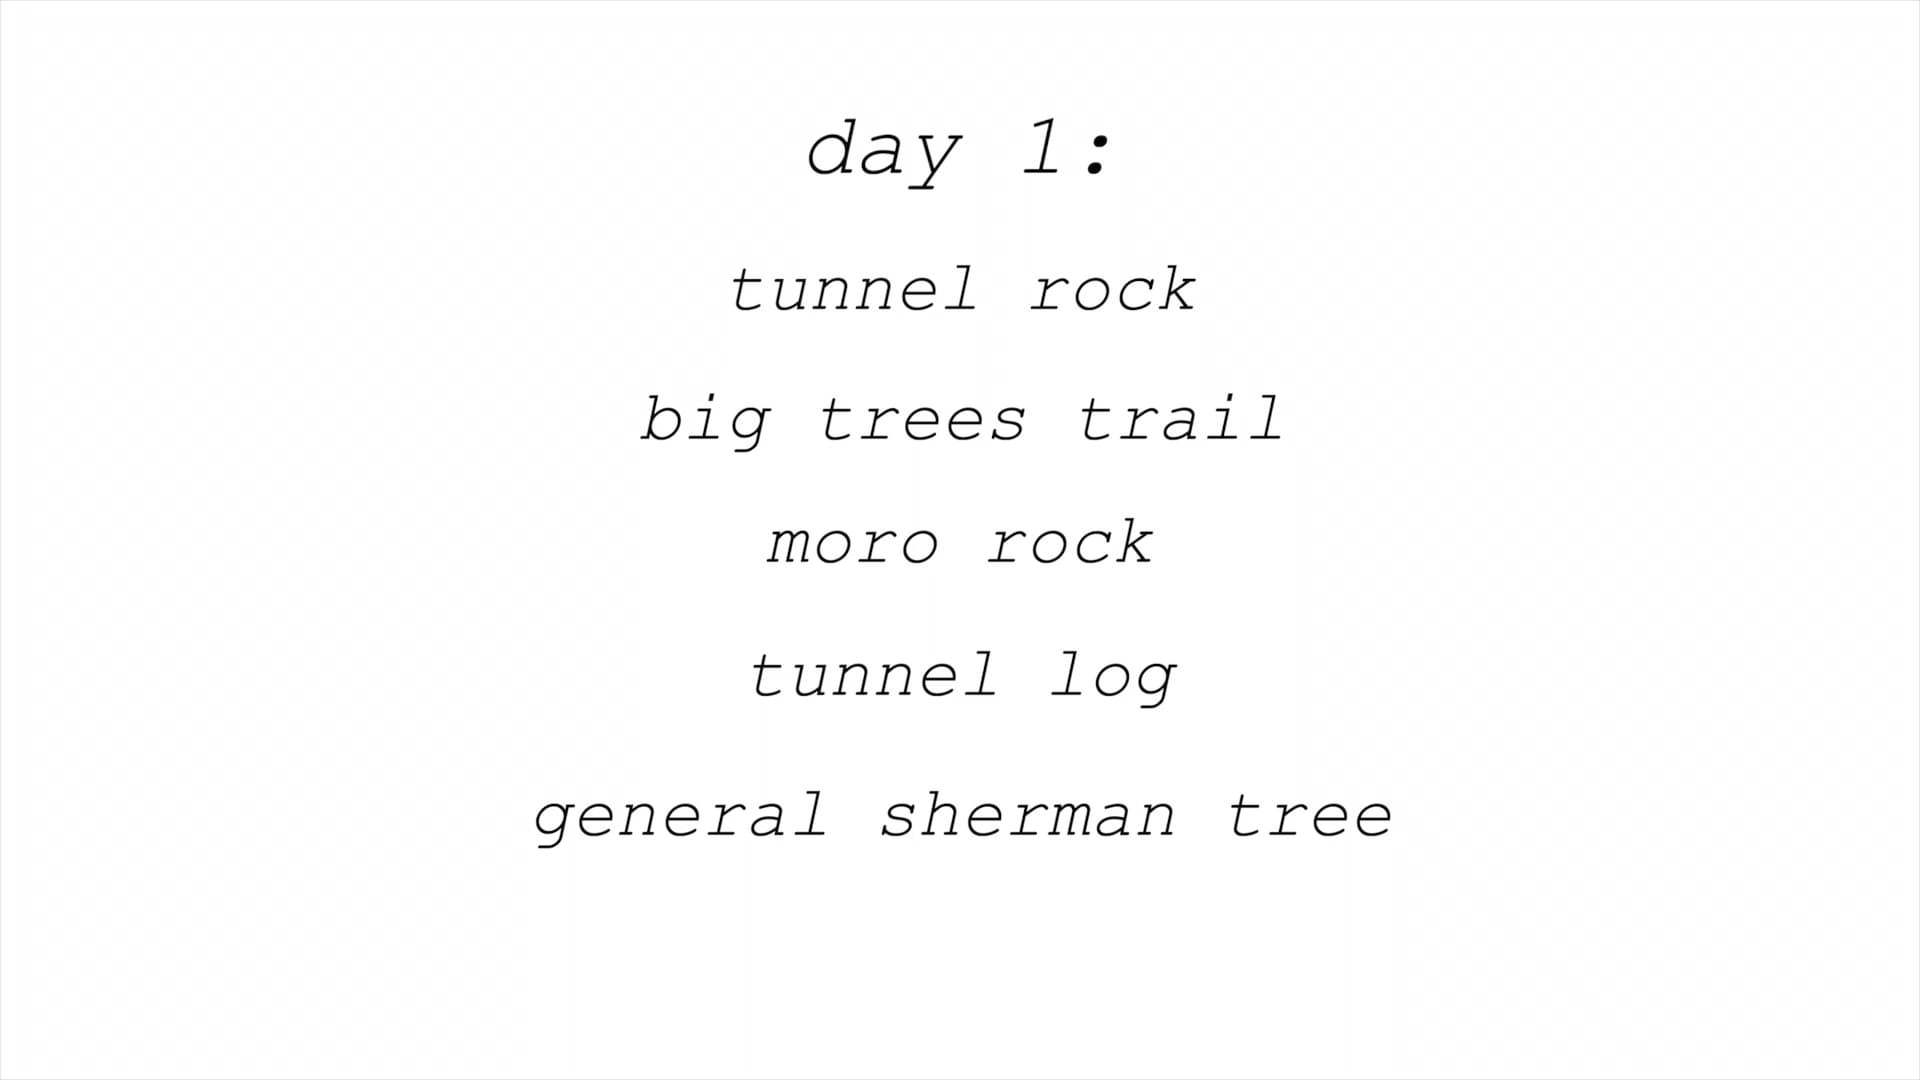 day 1:
tunnel rock
big trees trail
moro rock
tunnel log
general sherman tree